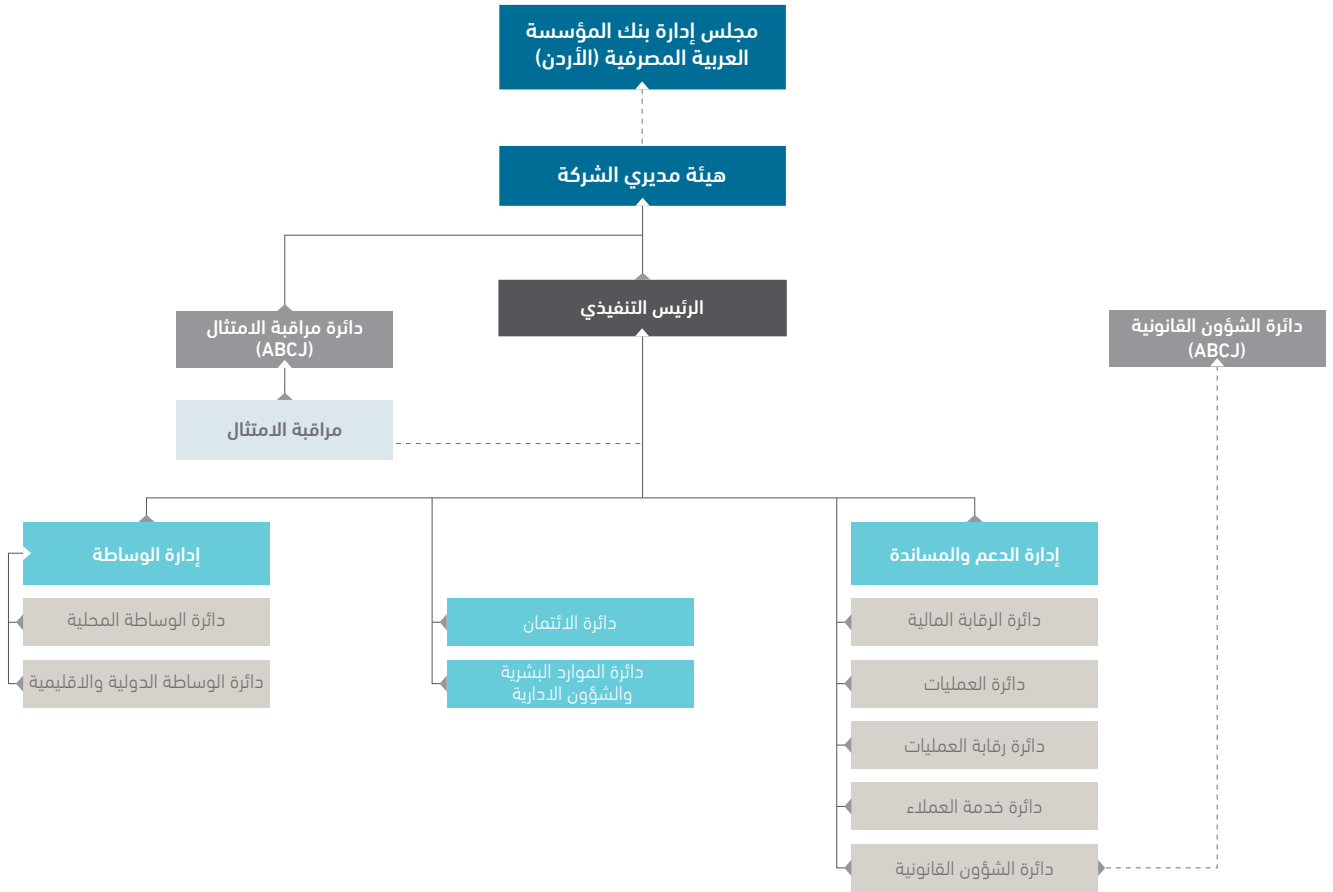 مجلس إدارة بنك المؤسسة
العربية المصرفية (الأردن)
هيئة مديري الشركة
الرئيس التنفيذي
دائرة مراقبة الامتثال
(ABCJ)
دائرة الشؤون القانونية
(ABCJ)
مراقبة الامتثال
إدارة الدعم والمساندة
دائرة الرقابة المالية
دائرة العمليات
دائرة رقابة العمليات
دائرة خدمة العملاء
دائرة الشؤون القانونية
دائرة الائتمان
دائرة الموارد البشرية
والشؤون الادارية
إدارة الوساطة
دائرة الوساطة المحلية
دائرة الوساطة الدولية والاقليمية